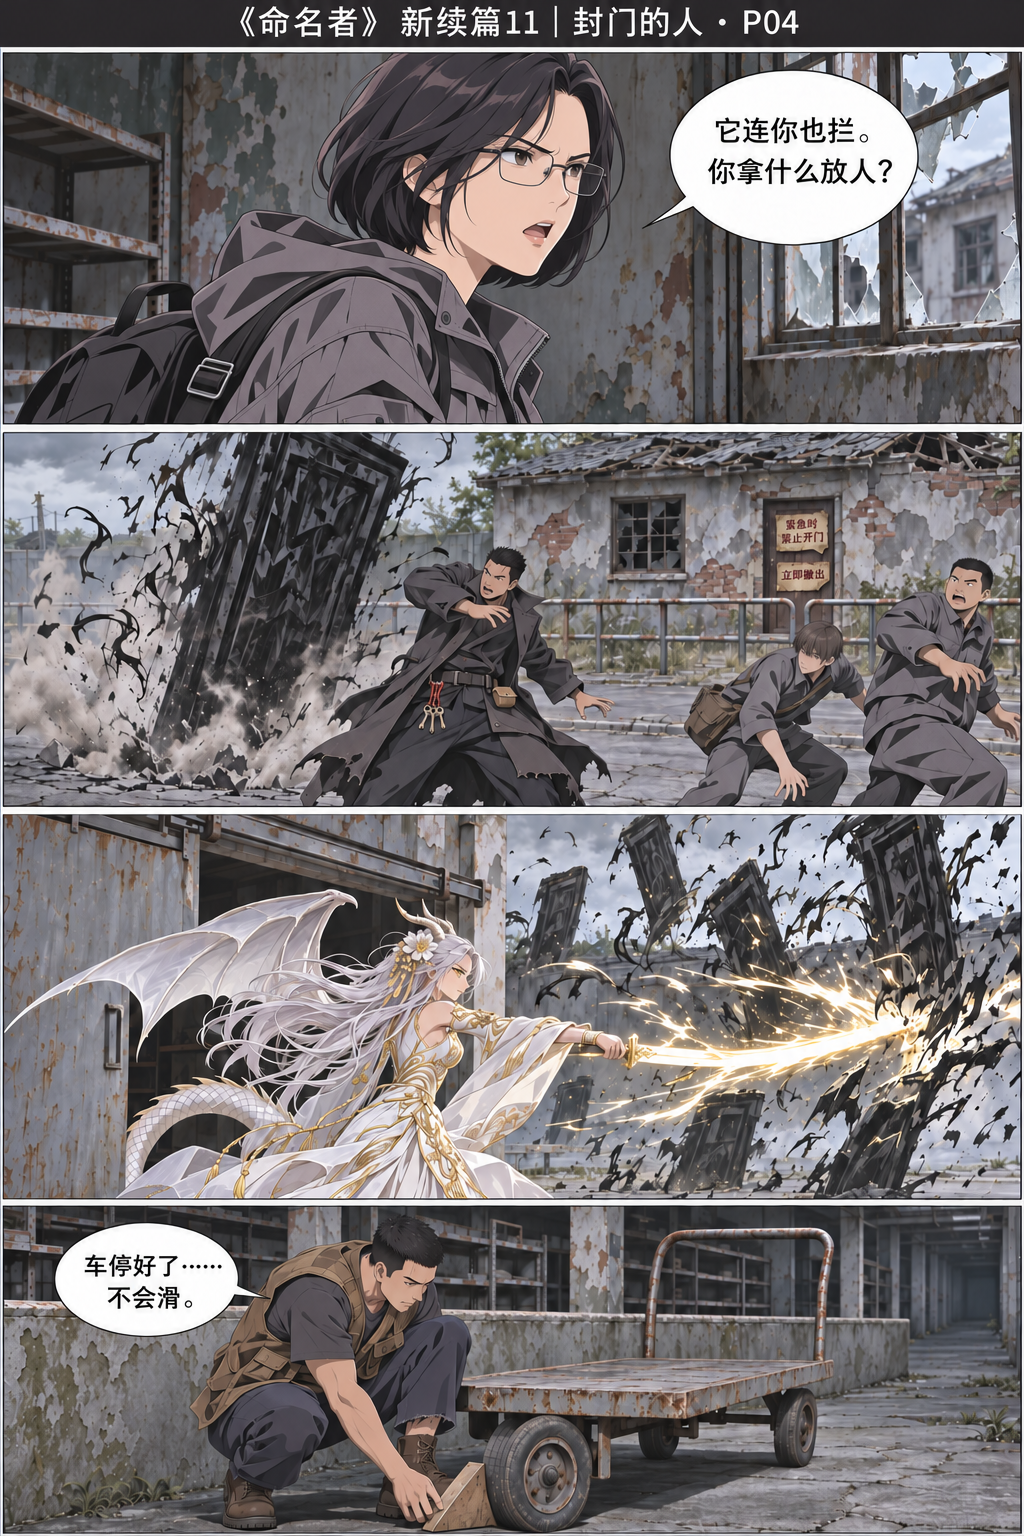 《命名者》新续篇11｜封门的人·P04
它连你也拦。
你拿什么放人？
紧急时
禁止开门
立即撤出
车停好了……
不会滑。